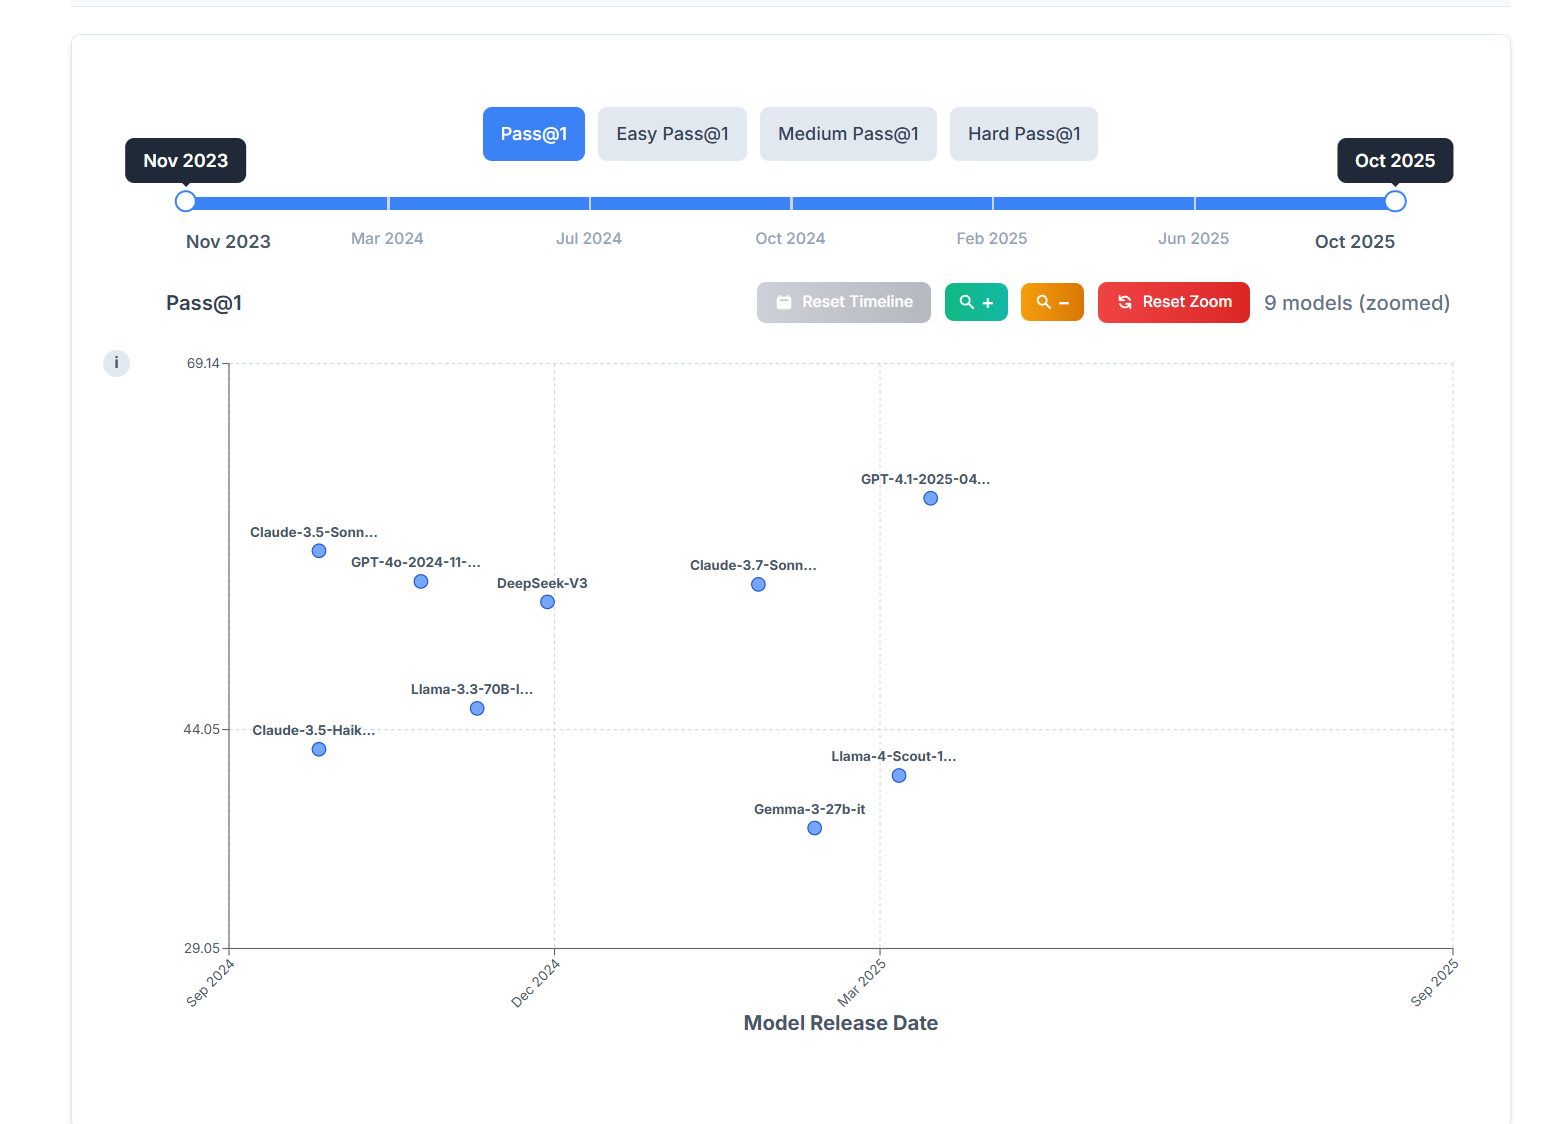 Pass@1 Easy Pass@1 Medium Pass@1 Hard Pass@1
Nov 2023 Oct 2025
Nov 2023 Mar 2024 Jul 2024 Oct 2024 Feb 2025 Jun 2025 Oct 2025
Pass@1 Reset Timeline + − Reset Zoom 9 models (zoomed)
i
69.14
GPT-4.1-2025-04...
Claude-3.5-Sonn...
GPT-4o-2024-11-...
Claude-3.7-Sonn...
DeepSeek-V3
Llama-3.3-70B-I...
44.05
Claude-3.5-Haik...
Llama-4-Scout-1...
Gemma-3-27b-it
29.05
Sep 2024 Dec 2024 Mar 2025 Sep 2025
Model Release Date